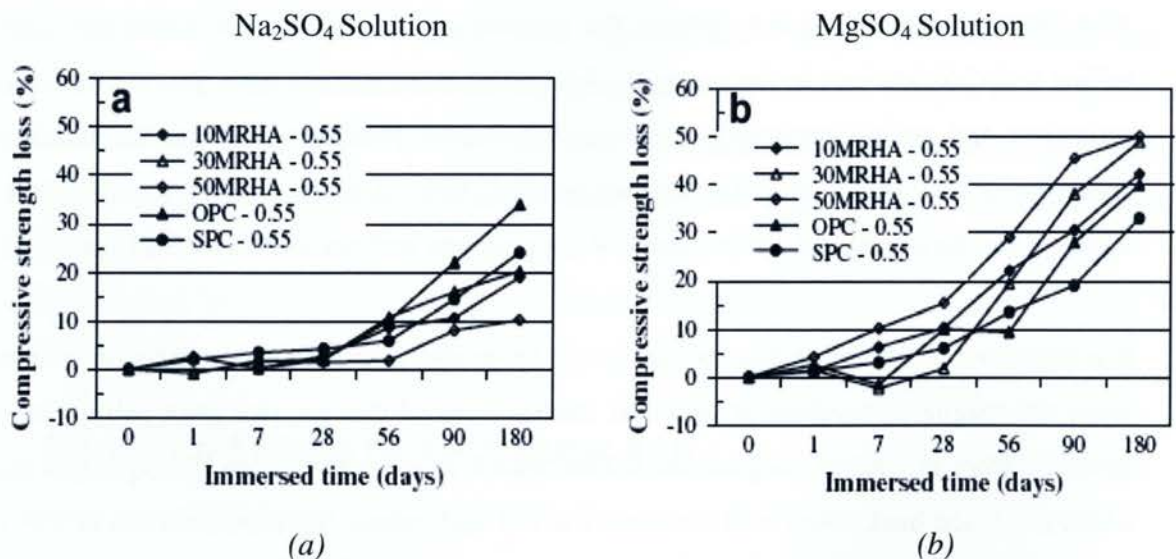 Na₂SO₄ Solution
MgSO₄ Solution
a
Compressive strength loss (%)
60
50
40
30
20
10
0
-10
10MRHA - 0.55
30MRHA - 0.55
50MRHA - 0.55
OPC - 0.55
SPC - 0.55
0 1 7 28 56 90 180
Immersed time (days)
(a)
b
Compressive strength loss (%)
60
50
40
30
20
10
0
-10
10MRHA - 0.55
30MRHA - 0.55
50MRHA - 0.55
OPC - 0.55
SPC - 0.55
0 1 7 28 56 90 180
Immersed time (days)
(b)